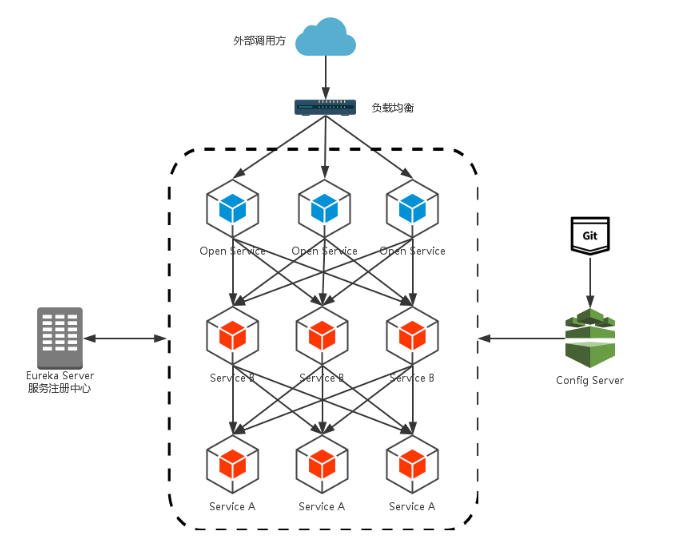 外部调用方
负载均衡
Open Service
Open Service
Open Service
Git
Eureka Server
服务注册中心
Service B
Service B
Service B
Config Server
Service A
Service A
Service A